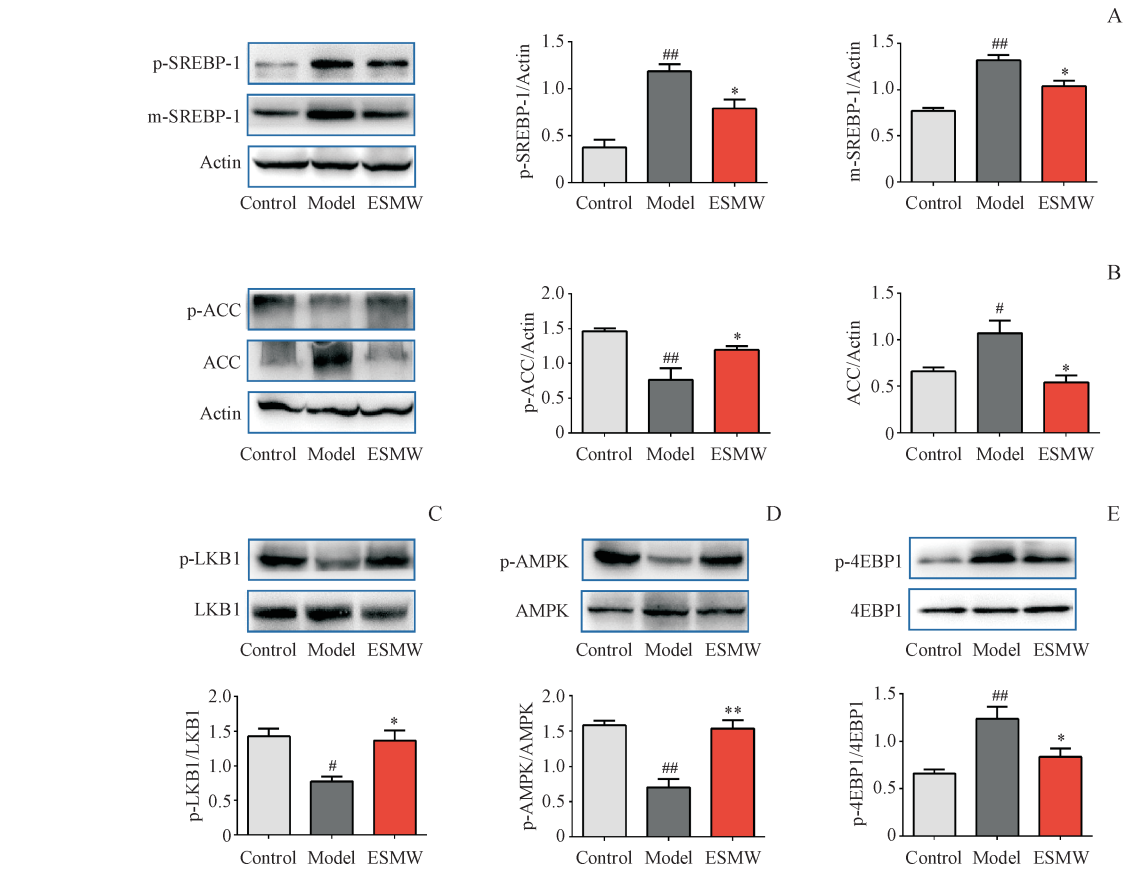 A
p-SREBP-1
m-SREBP-1
Actin
Control Model ESMW
p-SREBP-1/Actin
1.5
1.0
0.5
0
##
*
Control Model ESMW
m-SREBP-1/Actin
1.5
1.0
0.5
0
##
*
Control Model ESMW
B
p-ACC
ACC
Actin
Control Model ESMW
p-ACC/Actin
2.0
1.5
1.0
0.5
0
##
*
Control Model ESMW
ACC/Actin
1.5
1.0
0.5
0
#
*
Control Model ESMW
C
p-LKB1
LKB1
Control Model ESMW
p-LKB1/LKB1
2.0
1.5
1.0
0.5
0
#
*
Control Model ESMW
D
p-AMPK
AMPK
Control Model ESMW
p-AMPK/AMPK
2.0
1.5
1.0
0.5
0
##
**
Control Model ESMW
E
p-4EBP1
4EBP1
Control Model ESMW
p-4EBP1/4EBP1
1.5
1.0
0.5
0
##
*
Control Model ESMW